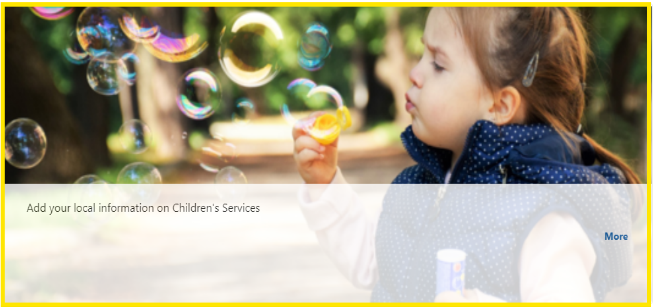 Add your local information on Children's Services
More